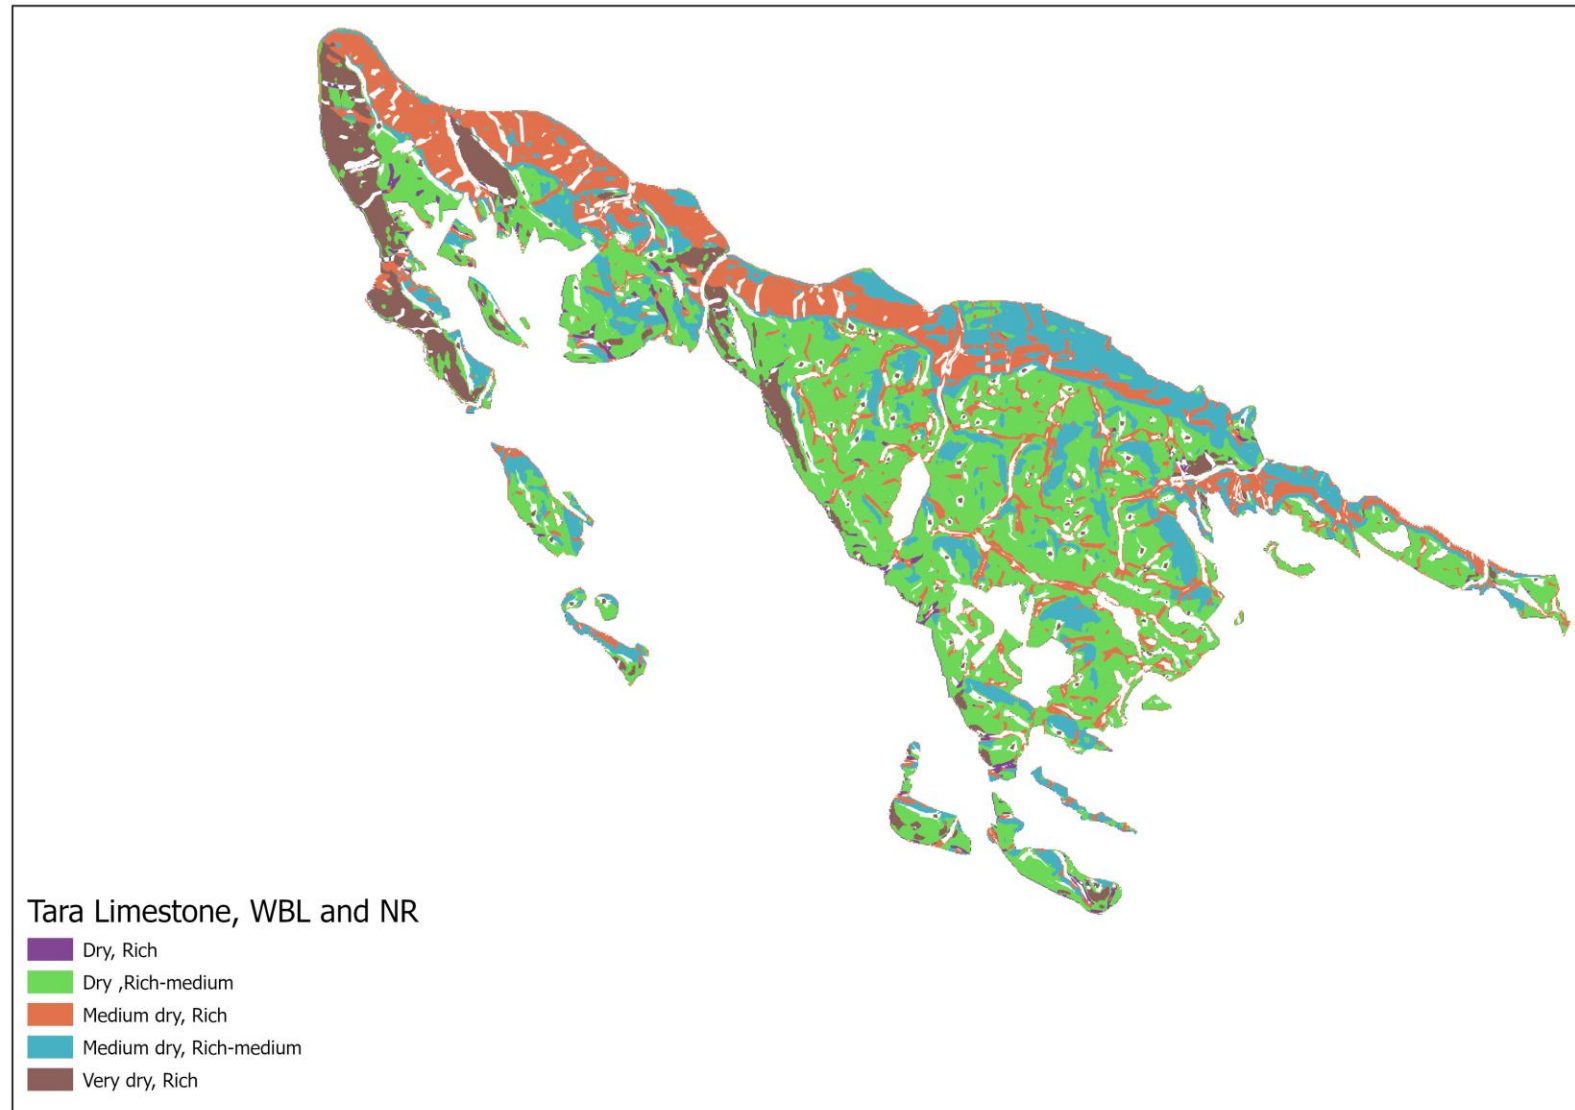 Tara Limestone, WBL and NR
Dry, Rich
Dry ,Rich-medium
Medium dry, Rich
Medium dry, Rich-medium
Very dry, Rich